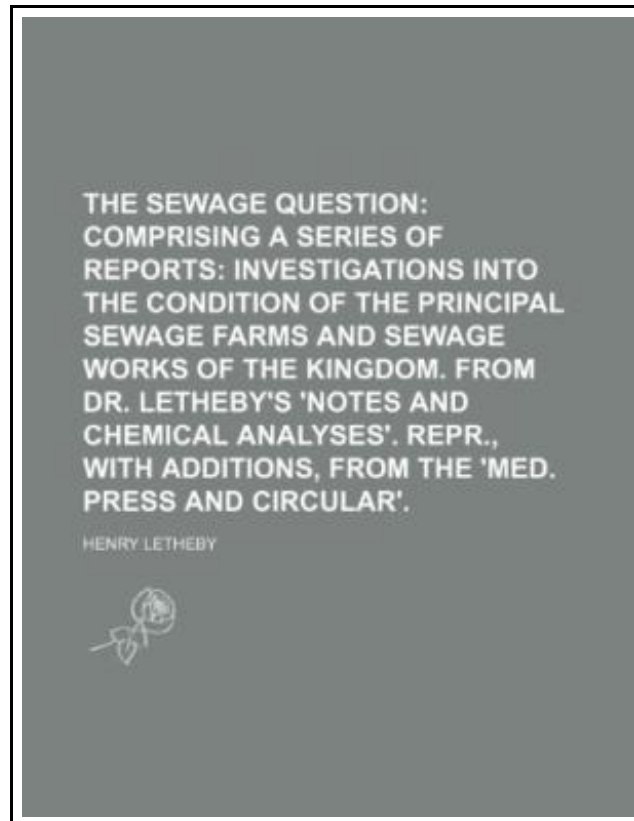 THE SEWAGE QUESTION:
COMPRISING A SERIES OF
REPORTS: INVESTIGATIONS INTO
THE CONDITION OF THE PRINCIPAL
SEWAGE FARMS AND SEWAGE
WORKS OF THE KINGDOM. FROM
DR. LETHEBY'S 'NOTES AND
CHEMICAL ANALYSES'. REPR.,
WITH ADDITIONS, FROM THE 'MED.
PRESS AND CIRCULAR'.
HENRY LETHEBY